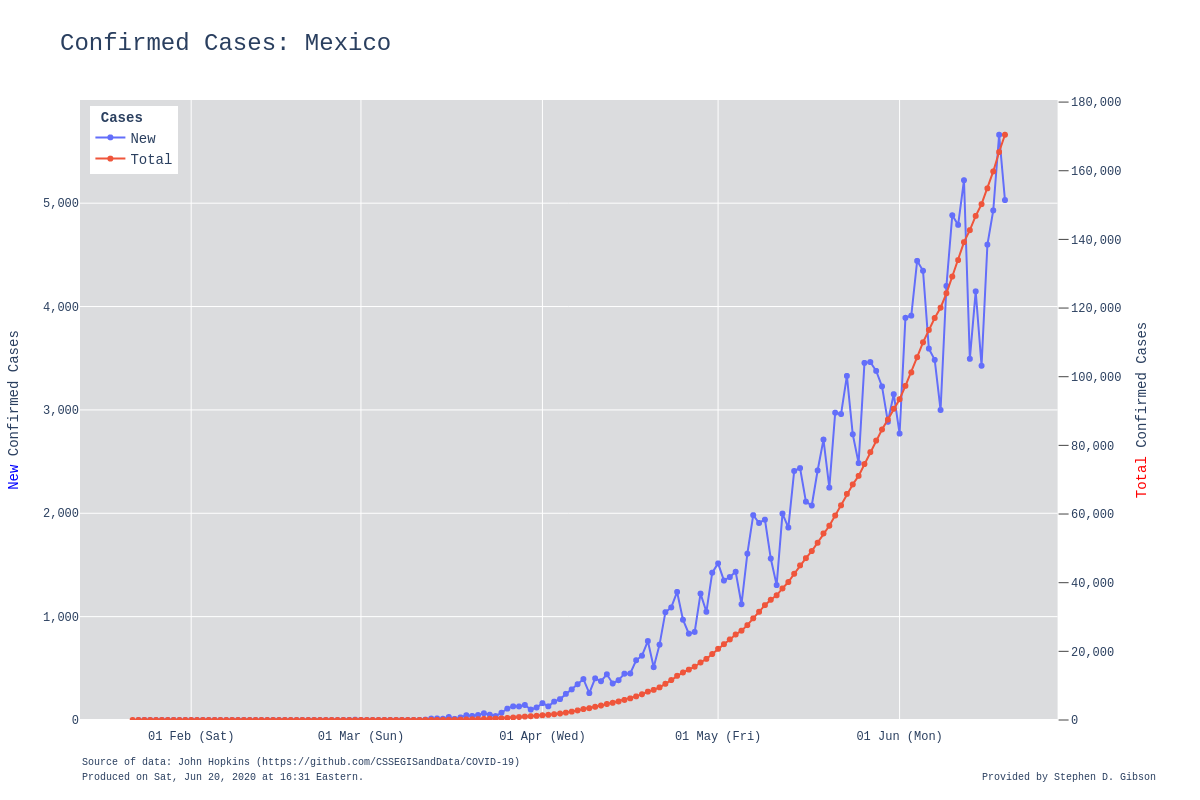 Confirmed Cases: Mexico
Cases
New
Total
5,000
4,000
3,000
2,000
1,000
0
180,000
160,000
140,000
120,000
100,000
80,000
60,000
40,000
20,000
0
New Confirmed Cases
Total Confirmed Cases
01 Feb (Sat)
01 Mar (Sun)
01 Apr (Wed)
01 May (Fri)
01 Jun (Mon)
Source of data: John Hopkins (https://github.com/CSSEGISandData/COVID-19)
Produced on Sat, Jun 20, 2020 at 16:31 Eastern.
Provided by Stephen D. Gibson